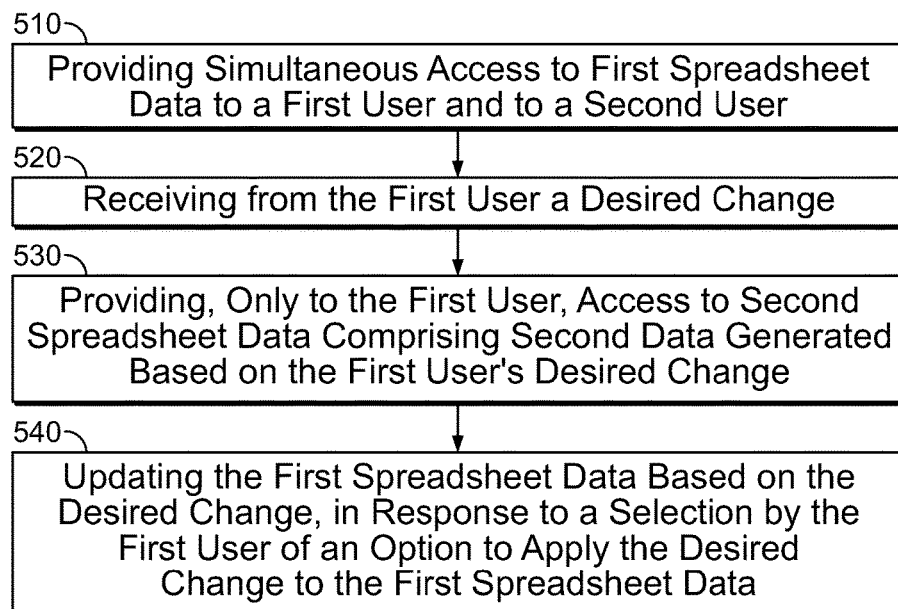 510
Providing Simultaneous Access to First Spreadsheet
Data to a First User and to a Second User
520
Receiving from the First User a Desired Change
530
Providing, Only to the First User, Access to Second
Spreadsheet Data Comprising Second Data Generated
Based on the First User's Desired Change
540
Updating the First Spreadsheet Data Based on the
Desired Change, in Response to a Selection by the
First User of an Option to Apply the Desired
Change to the First Spreadsheet Data